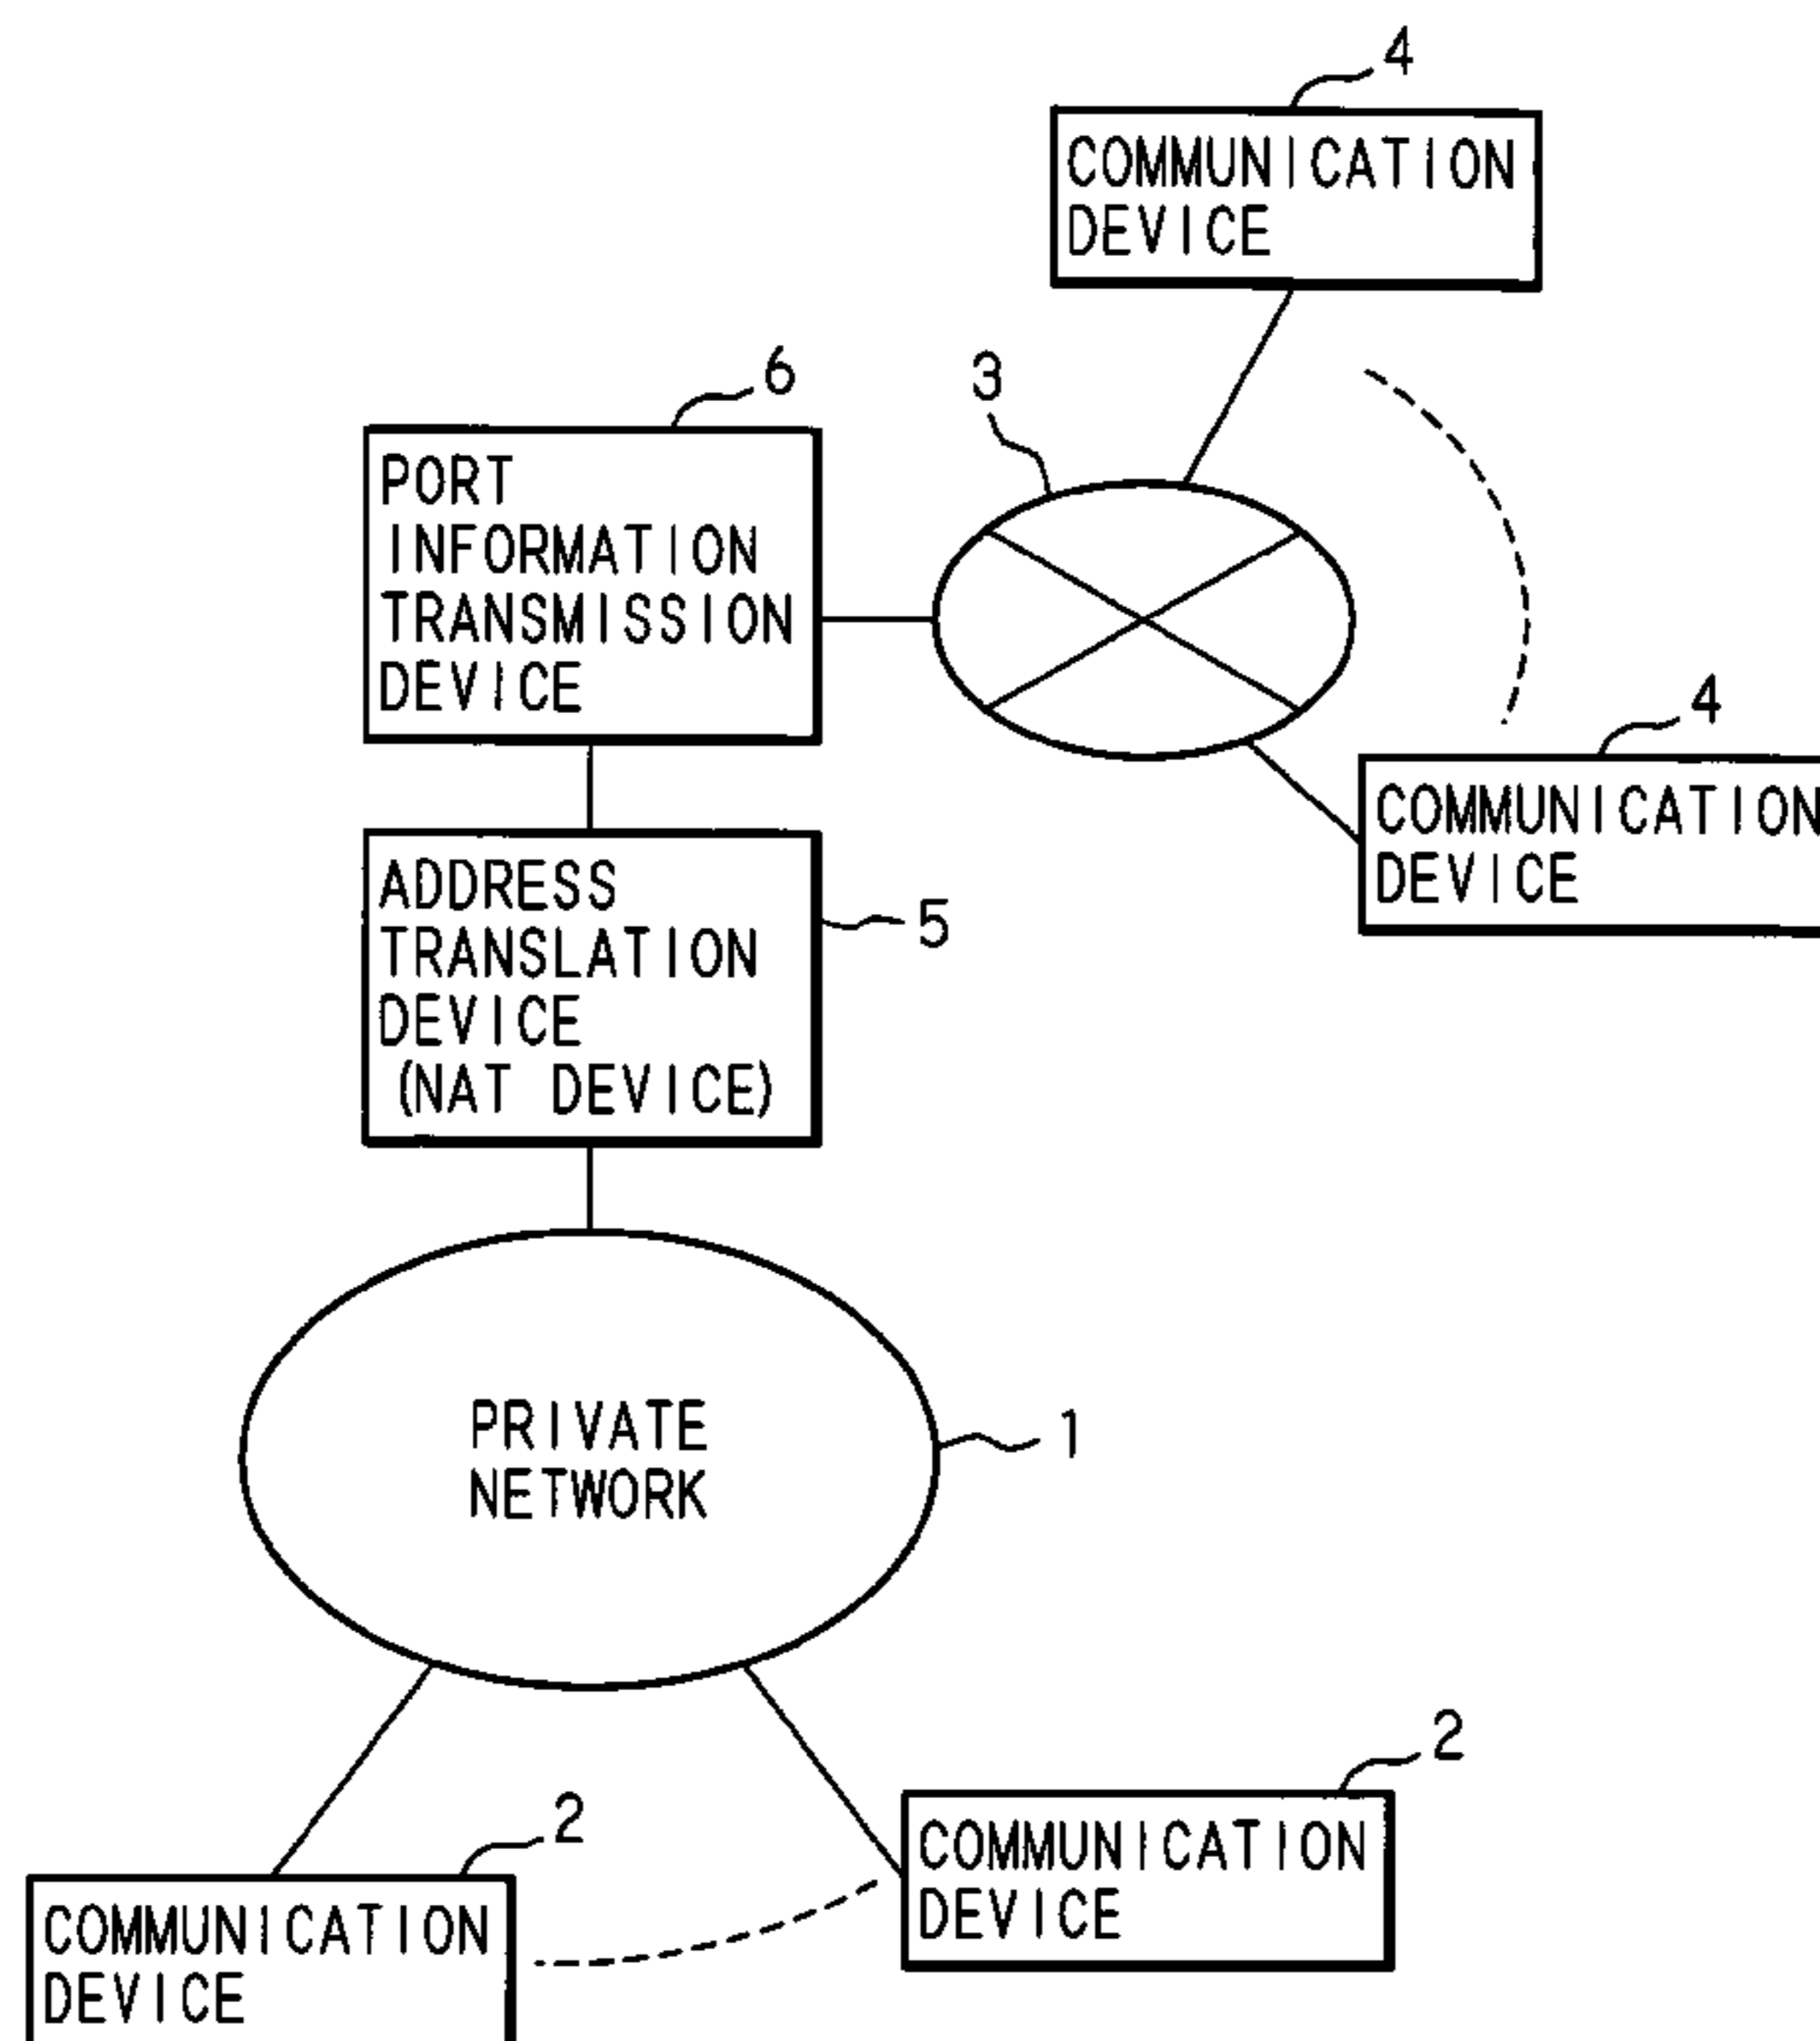 4
COMMUNICATION
DEVICE
6
3
PORT
INFORMATION
TRANSMISSION
DEVICE
4
COMMUNICATION
DEVICE
ADDRESS
TRANSLATION
DEVICE
(NAT DEVICE)
5
PRIVATE
NETWORK
1
2
COMMUNICATION
DEVICE
2
COMMUNICATION
DEVICE